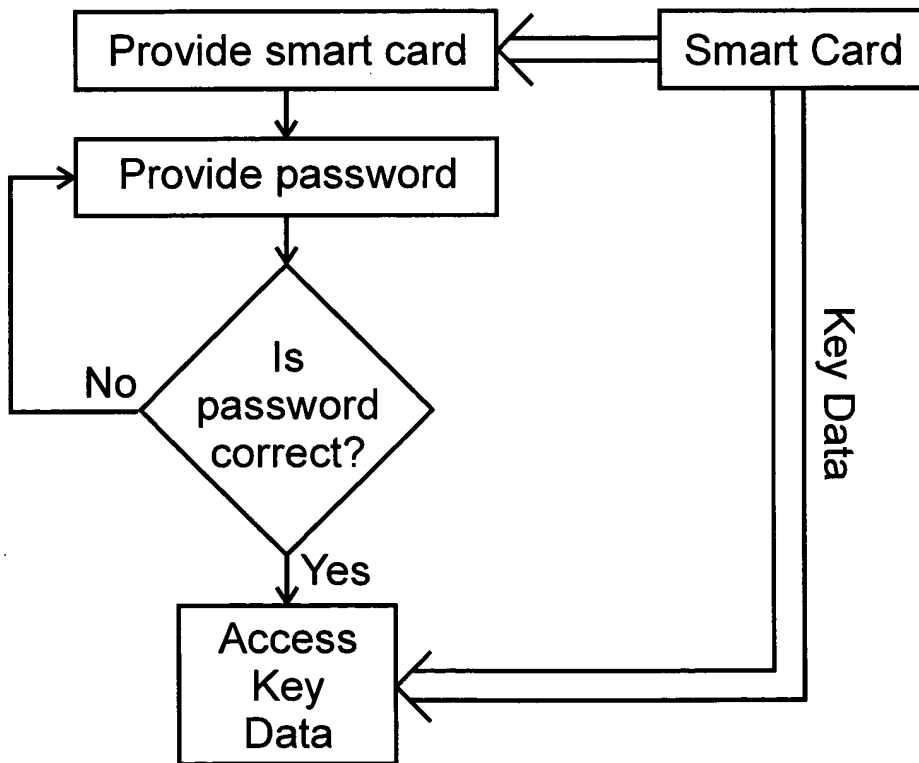 Provide smart card
Smart Card
Provide password
Is
password
correct?
No
Yes
Key Data
Access
Key
Data